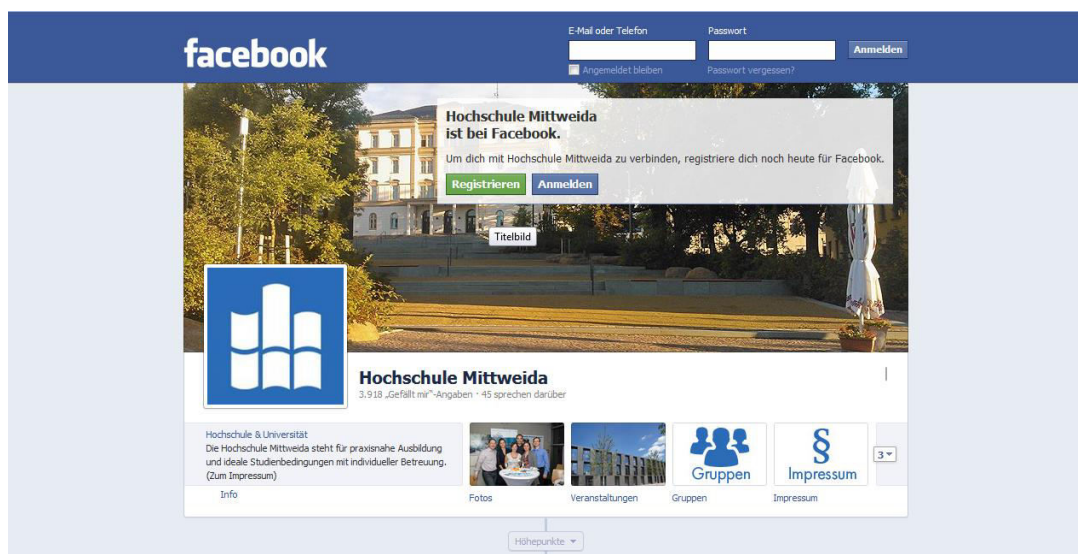 facebook
E-Mail oder Telefon
Passwort
Anmelden
Angemeldet bleiben
Passwort vergessen?
Hochschule Mittweida
ist bei Facebook.
Um dich mit Hochschule Mittweida zu verbinden, registriere dich noch heute für Facebook.
Registrieren
Anmelden
Titelbild
Hochschule Mittweida
3.918 „Gefällt mir“-Angaben · 45 sprechen darüber
Hochschule & Universität
Die Hochschule Mittweida steht für praxisnahe Ausbildung
und ideale Studienbedingungen mit individueller Betreuung.
(Zum Impressum)
Info
Fotos
Veranstaltungen
Gruppen
Gruppen
§
Impressum
Impressum
3
Höhepunkte